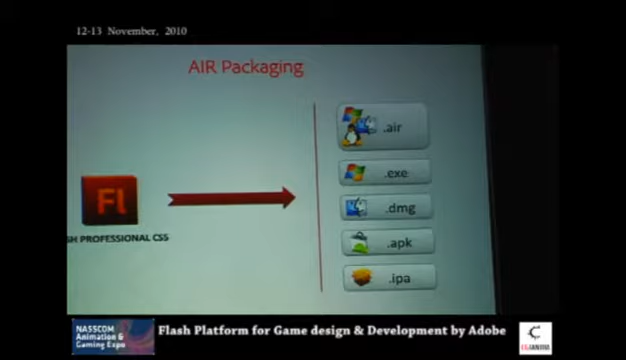 12-13 November, 2010
AIR Packaging
.air
.exe
Fl
.dmg
SH PROFESSIONAL CS5
.apk
.ipa
NASSCOM
Animation &
Gaming Expo
Flash Platform for Game design & Development by Adobe